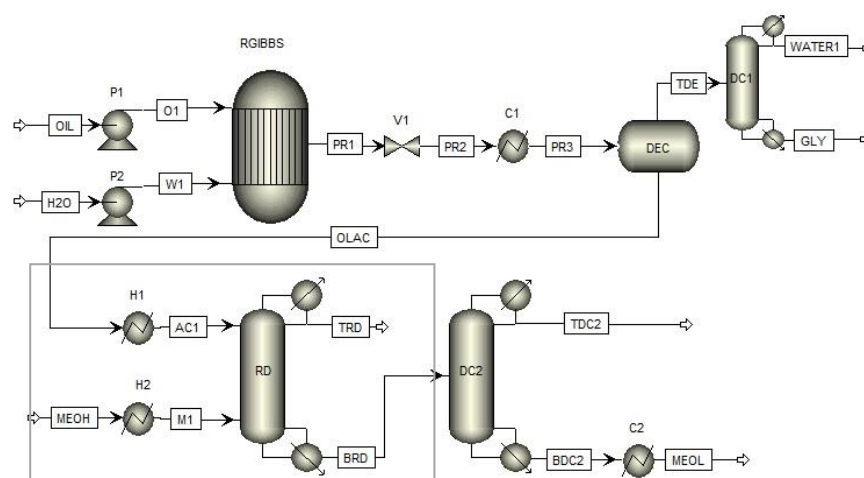 RGIBBS
WATER1
P1
O1
TDE
DC1
OIL
V1
C1
PR1
PR2
PR3
DEC
GLY
P2
W1
H2O
OLAC
H1
AC1
TRD
TDC2
RD
DC2
H2
C2
MEOH
M1
BRD
BDC2
MEOL